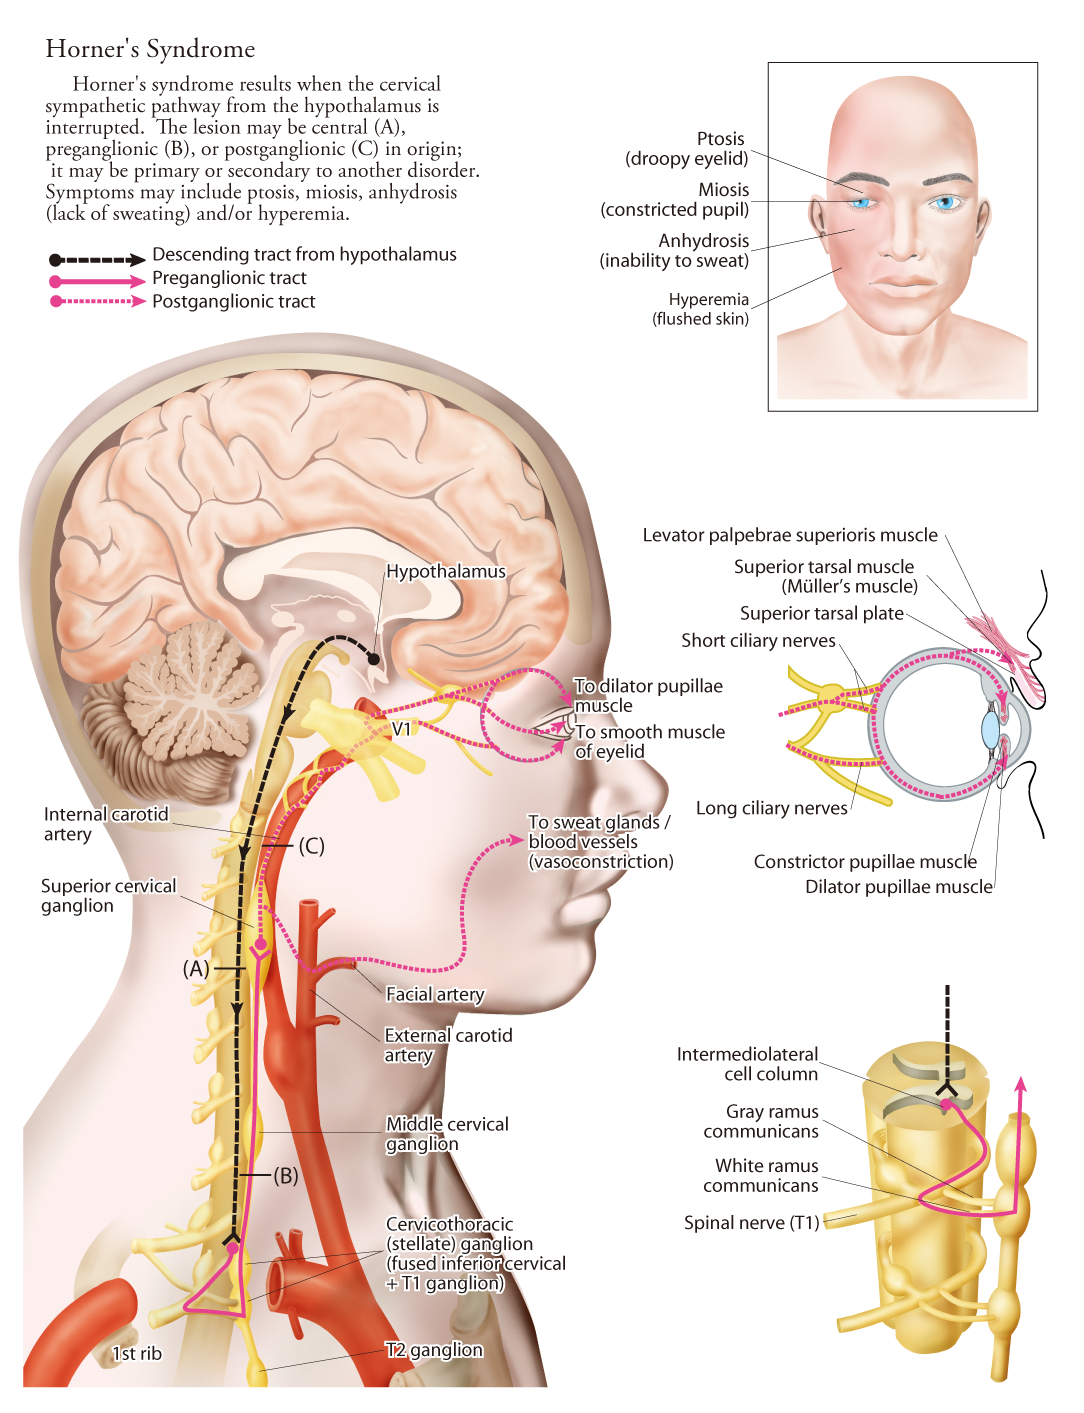 Horner's Syndrome
Horner's syndrome results when the cervical
sympathetic pathway from the hypothalamus is
interrupted. The lesion may be central (A),
preganglionic (B), or postganglionic (C) in origin;
it may be primary or secondary to another disorder.
Symptoms may include ptosis, miosis, anhydrosis
(lack of sweating) and/or hyperemia.
Descending tract from hypothalamus
Preganglionic tract
Postganglionic tract
Ptosis
(droopy eyelid)
Miosis
(constricted pupil)
Anhydrosis
(inability to sweat)
Hyperemia
(flushed skin)
Hypothalamus
V1
To dilator pupillae
muscle
To smooth muscle
of eyelid
Internal carotid
artery
(C)
To sweat glands /
blood vessels
(vasoconstriction)
Superior cervical
ganglion
(A)
Facial artery
External carotid
artery
Middle cervical
ganglion
(B)
Cervicothoracic
(stellate) ganglion
(fused inferior cervical
+ T1 ganglion)
1st rib
T2 ganglion
Levator palpebrae superioris muscle
Superior tarsal muscle
(Müller's muscle)
Superior tarsal plate
Short ciliary nerves
Long ciliary nerves
Constrictor pupillae muscle
Dilator pupillae muscle
Intermediolateral
cell column
Gray ramus
communicans
White ramus
communicans
Spinal nerve (T1)